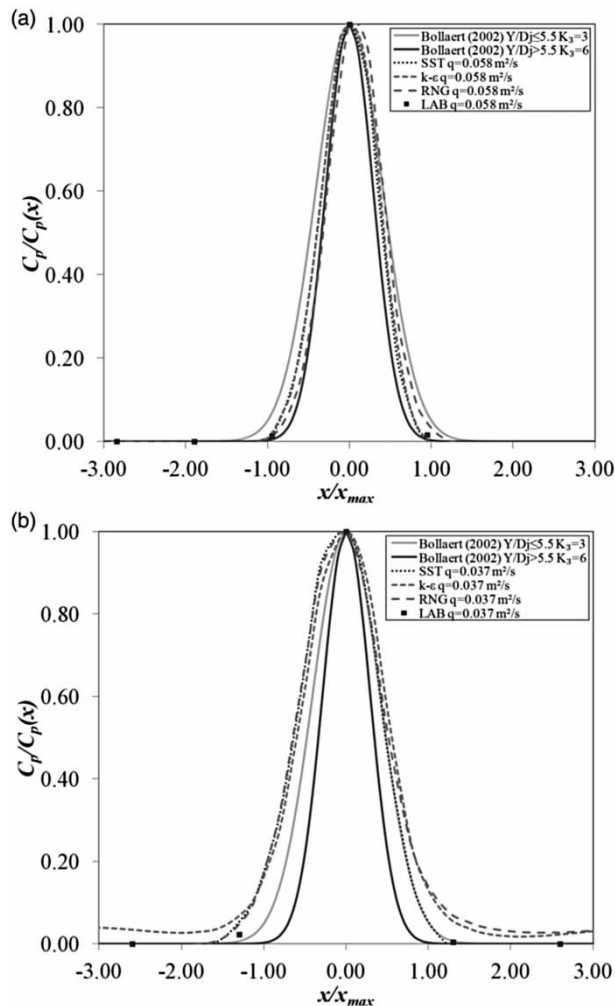 (a)
1.00
0.80
0.60
0.40
0.20
0.00
Cp/Cp(x)
Bollaert (2002) Y/Dj≤5.5 K3=3
Bollaert (2002) Y/Dj>5.5 K3=6
SST q=0.058 m²/s
k-ε q=0.058 m²/s
RNG q=0.058 m²/s
LAB q=0.058 m²/s
-3.00 -2.00 -1.00 0.00 1.00 2.00 3.00
x/xmax
(b)
1.00
0.80
0.60
0.40
0.20
0.00
Cp/Cp(x)
Bollaert (2002) Y/Dj≤5.5 K3=3
Bollaert (2002) Y/Dj>5.5 K3=6
SST q=0.037 m²/s
k-ε q=0.037 m²/s
RNG q=0.037 m²/s
LAB q=0.037 m²/s
-3.00 -2.00 -1.00 0.00 1.00 2.00 3.00
x/xmax